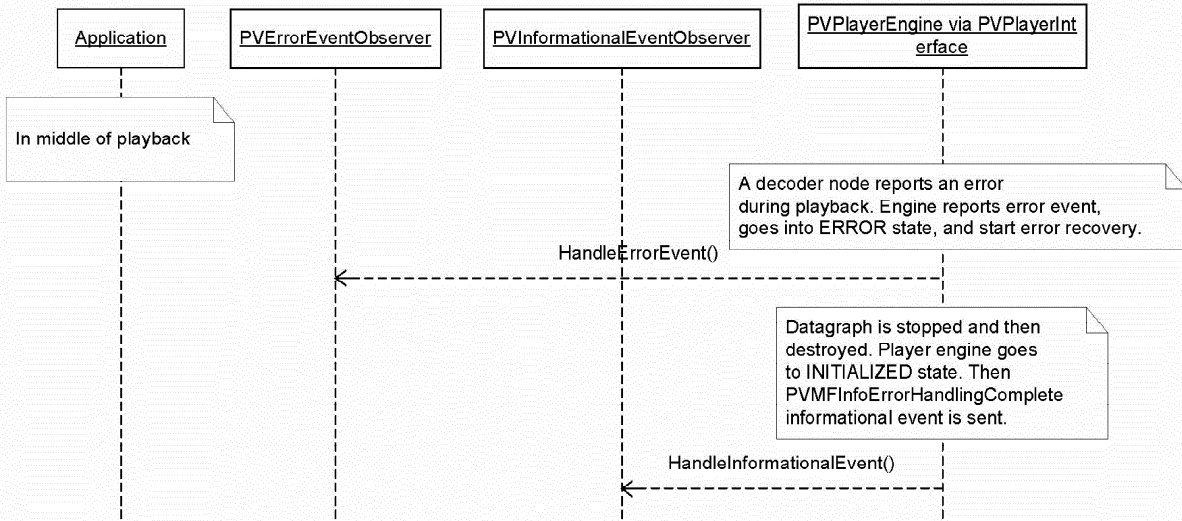 Application
PVErrorEventObserver
PVInformationalEventObserver
PVPlayerEngine via PVPlayerInt
erface
In middle of playback
A decoder node reports an error
during playback. Engine reports error event,
goes into ERROR state, and start error recovery.
HandleErrorEvent()
Datagraph is stopped and then
destroyed. Player engine goes
to INITIALIZED state. Then
PVMFInfoErrorHandlingComplete
informational event is sent.
HandleInformationalEvent()